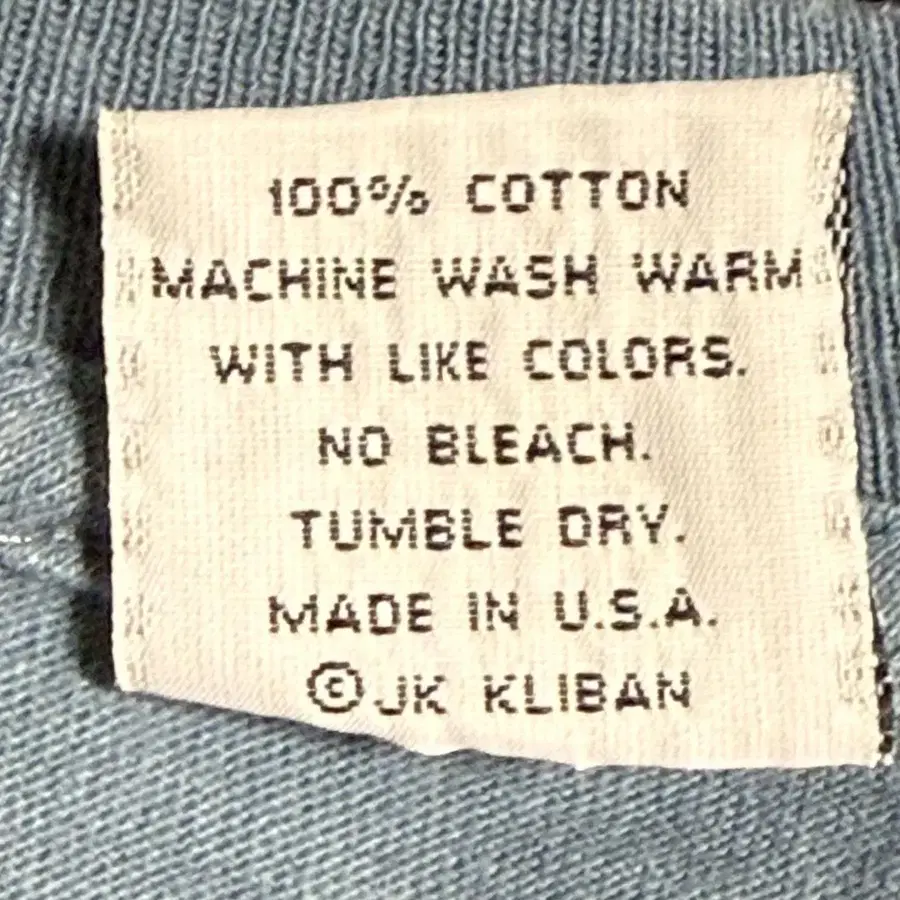 100% COTTON
MACHINE WASH WARM
WITH LIKE COLORS.
NO BLEACH.
TUMBLE DRY.
MADE IN U.S.A.
©JK KLIBAN